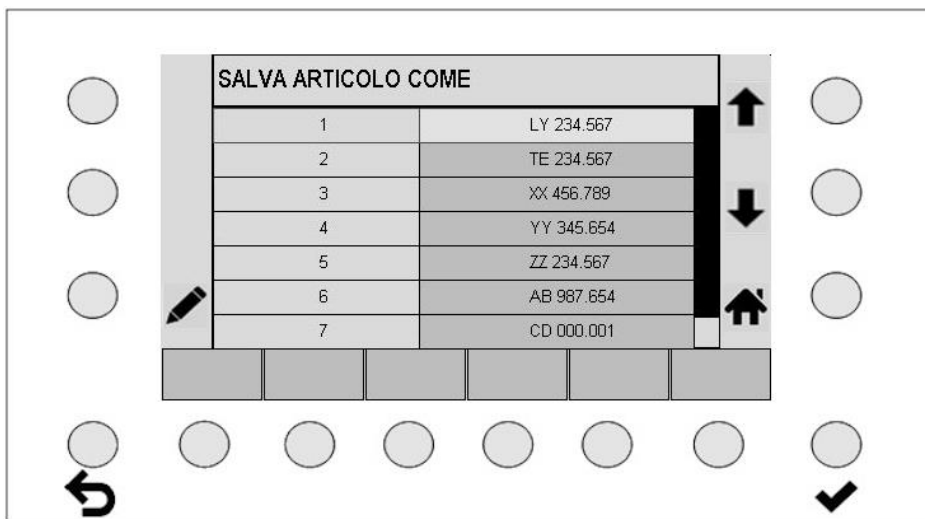 SALVA ARTICOLO COME
1 LY 234.567
2 TE 234.567
3 XX 456.789
4 YY 345.654
5 ZZ 234.567
6 AB 987.654
7 CD 000.001